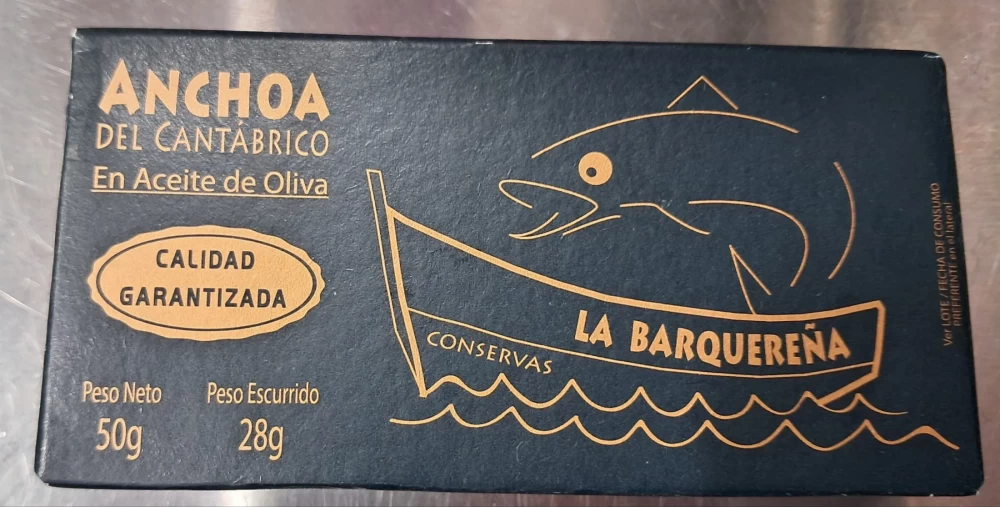 ANCHOA
DEL CANTÁBRICO
En Aceite de Oliva
CALIDAD
GARANTIZADA
Peso Neto
50g
Peso Escurrido
28g
CONSERVAS
LA BARQUEREÑA
Ver LOTE / FECHA DE CONSUMO
PREFERENTE en el lateral